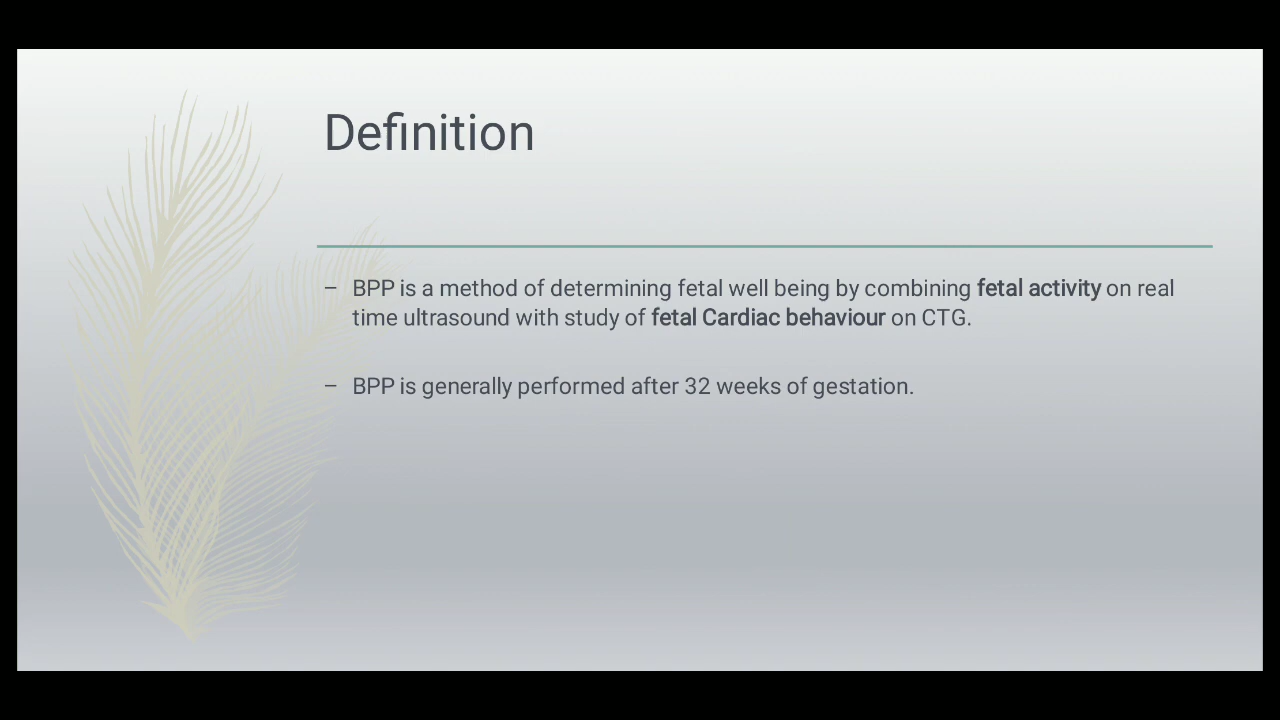 Definition
– BPP is a method of determining fetal well being by combining fetal activity on real
time ultrasound with study of fetal Cardiac behaviour on CTG.
– BPP is generally performed after 32 weeks of gestation.